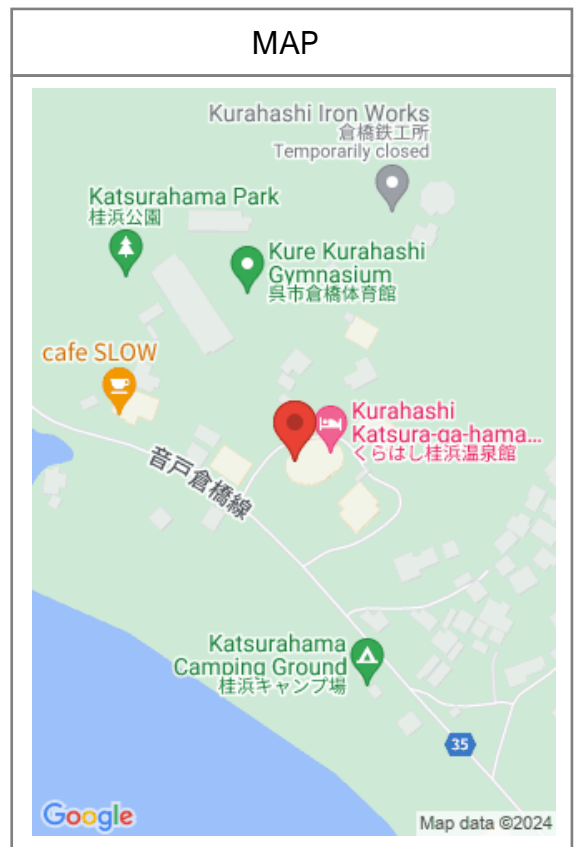 MAP
Kurahashi Iron Works
倉橋鉄工所
Temporarily closed
Katsurahama Park
桂浜公園
Kure Kurahashi
Gymnasium
呉市倉橋体育館
cafe SLOW
Kurahashi
Katsura-ga-hama...
くらはし桂浜温泉館
音戸倉橋線
Katsurahama
Camping Ground
桂浜キャンプ場
35
Google
Map data ©2024